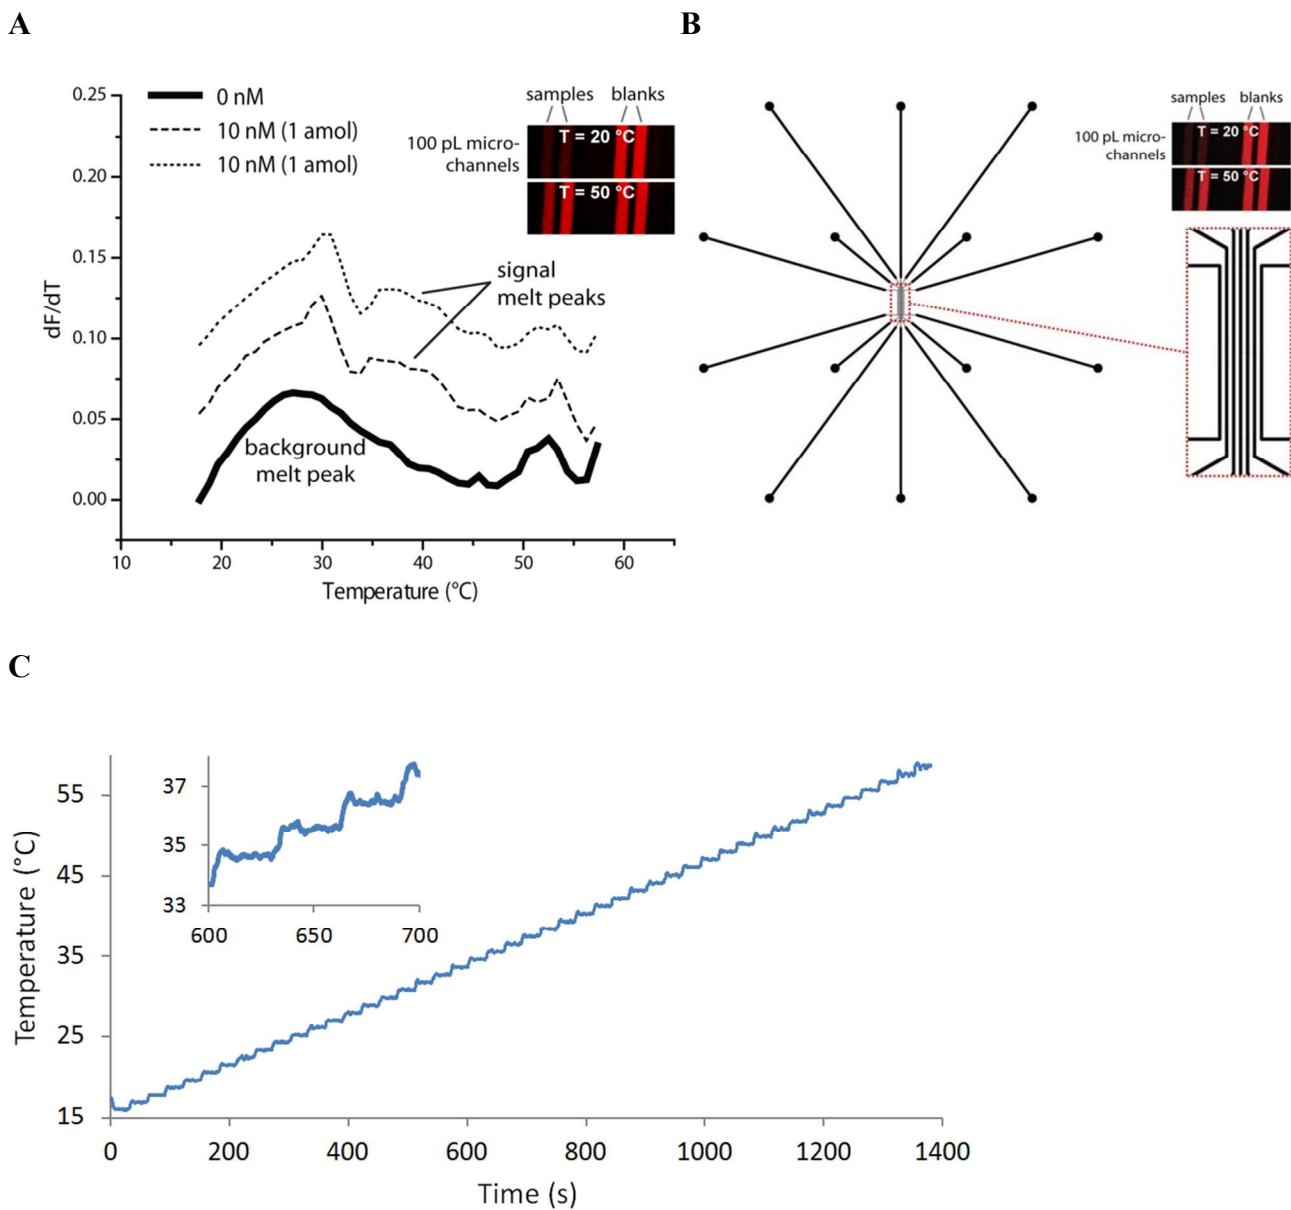 A
0.25
0.20
0.15
0.10
0.05
0.00
dF/dT
0 nM
10 nM (1 amol)
10 nM (1 amol)
samples
blanks
100 pL micro-
channels
T = 20 °C
T = 50 °C
signal
melt peaks
background
melt peak
10
20
30
40
50
60
Temperature (°C)
B
samples
blanks
100 pL micro-
channels
T = 20 °C
T = 50 °C
C
Temperature (°C)
55
45
35
25
15
37
35
33
600
650
700
0
200
400
600
800
1000
1200
1400
Time (s)